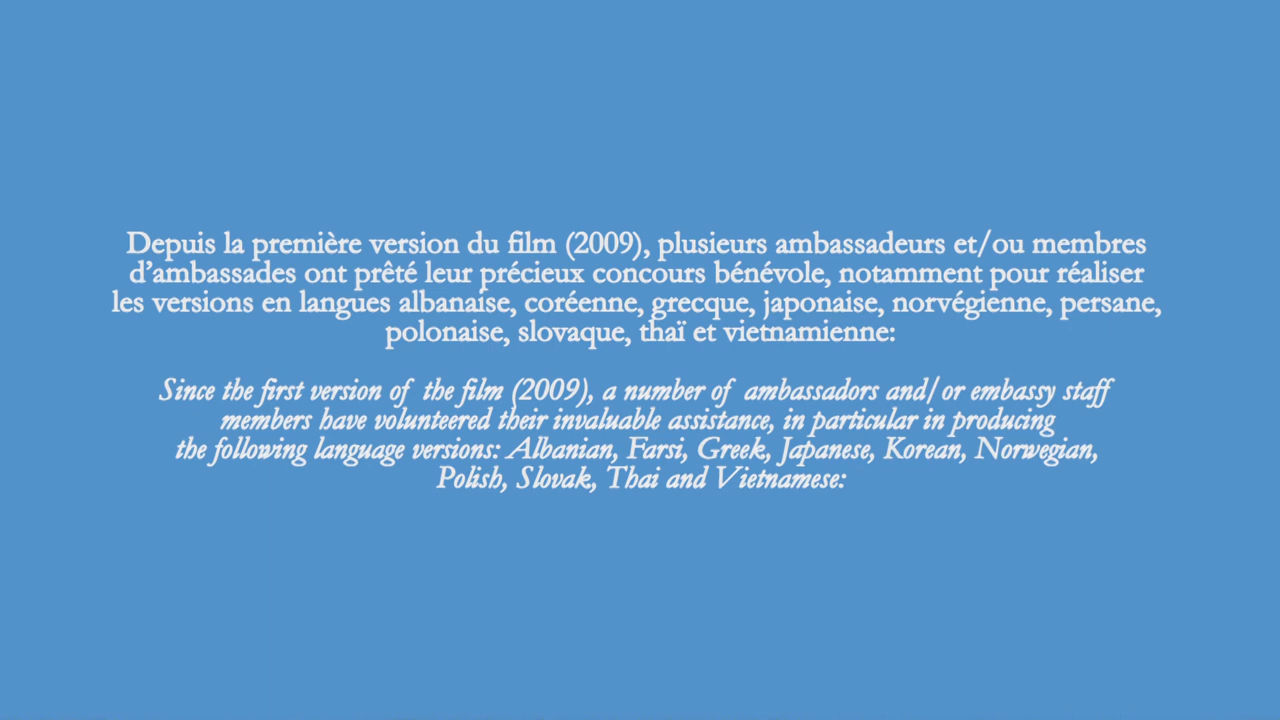 Depuis la première version du film (2009), plusieurs ambassadeurs et/ou membres
d’ambassades ont prêté leur précieux concours bénévole, notamment pour réaliser
les versions en langues albanaise, coréenne, grecque, japonaise, norvégienne, persane,
polonaise, slovaque, thaï et vietnamienne:
Since the first version of the film (2009), a number of ambassadors and/or embassy staff
members have volunteered their invaluable assistance, in particular in producing
the following language versions: Albanian, Farsi, Greek, Japanese, Korean, Norwegian,
Polish, Slovak, Thai and Vietnamese: